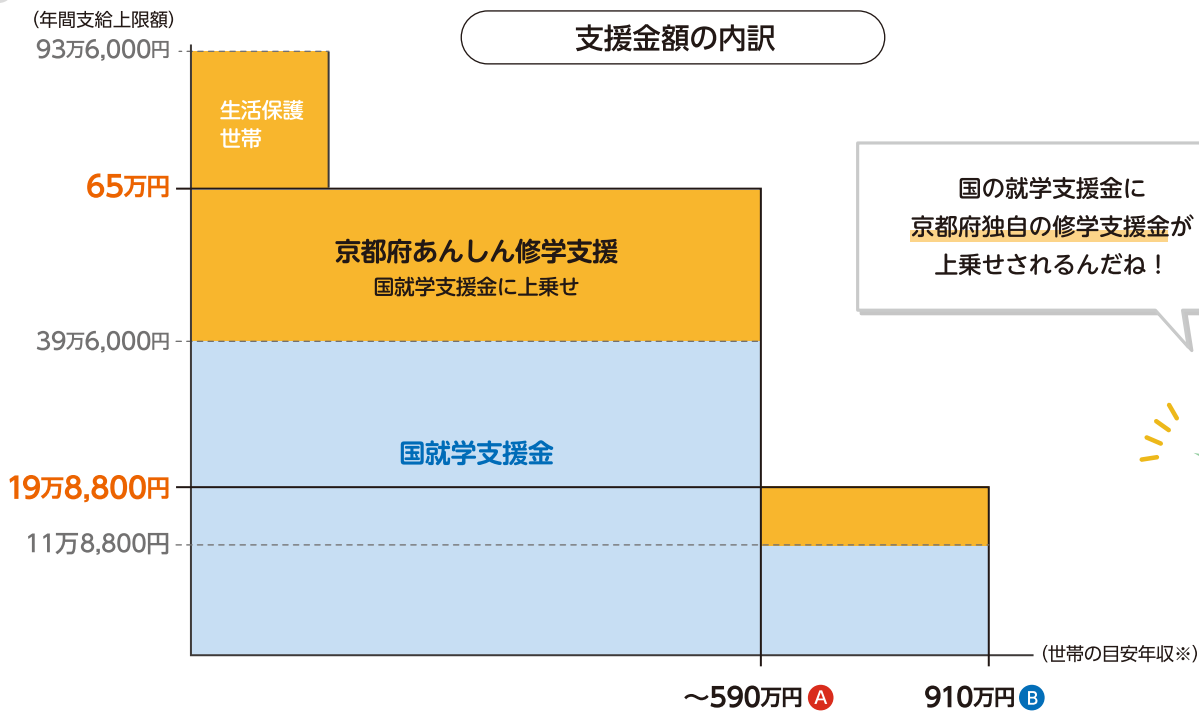 （年間支給上限額）
支援金額の内訳
93万6,000円
生活保護
世帯
65万円
国の就学支援金に
京都府独自の修学支援金が
上乗せされるんだね！
京都府あんしん修学支援
国就学支援金に上乗せ
39万6,000円
国就学支援金
19万8,800円
11万8,800円
（世帯の目安年収※）
～590万円 A
910万円 B